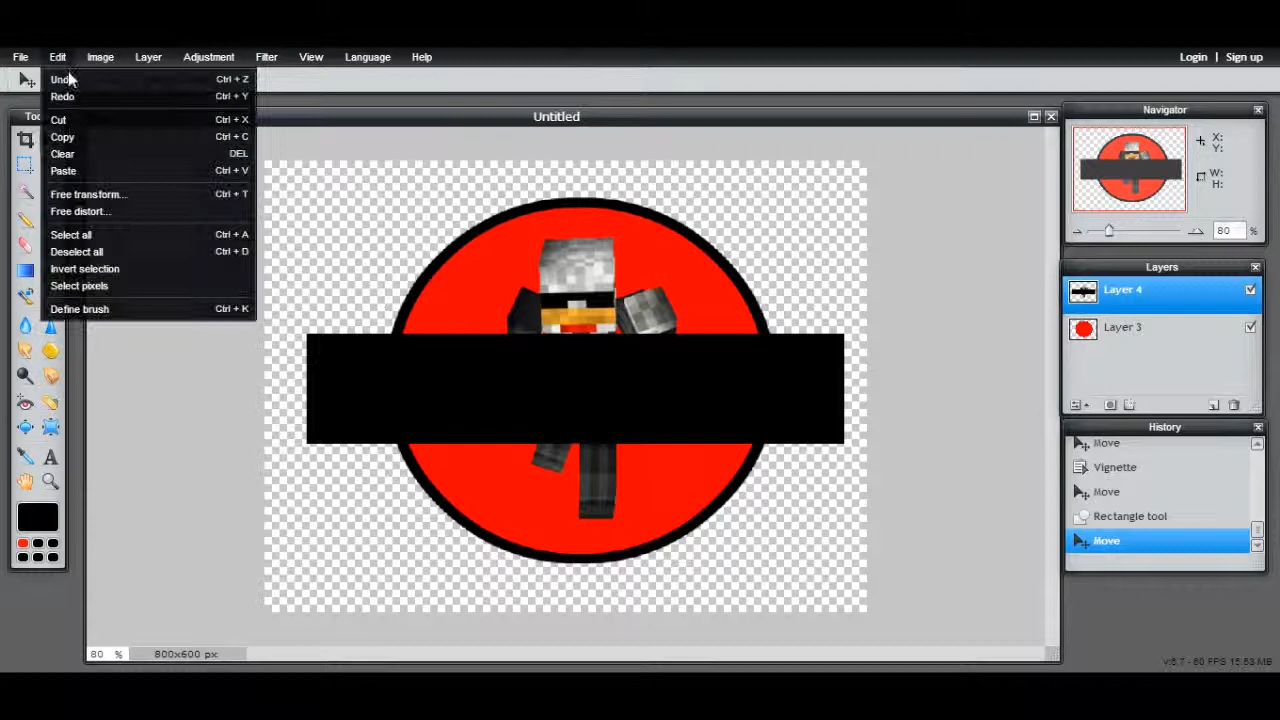 File Edit Image Layer Adjustment Filter View Language Help Login | Sign up
Undo Ctrl + Z
Redo Ctrl + Y
Cut Ctrl + X
Copy Ctrl + C
Clear DEL
Paste Ctrl + V
Free transform... Ctrl + T
Free distort...
Select all Ctrl + A
Deselect all Ctrl + D
Invert selection
Select pixels
Define brush Ctrl + K
Untitled
80 % 800x600 px
Navigator
X:
Y:
W:
H:
80 %
Layers
Layer 4
Layer 3
History
Move
Vignette
Move
Rectangle tool
Move